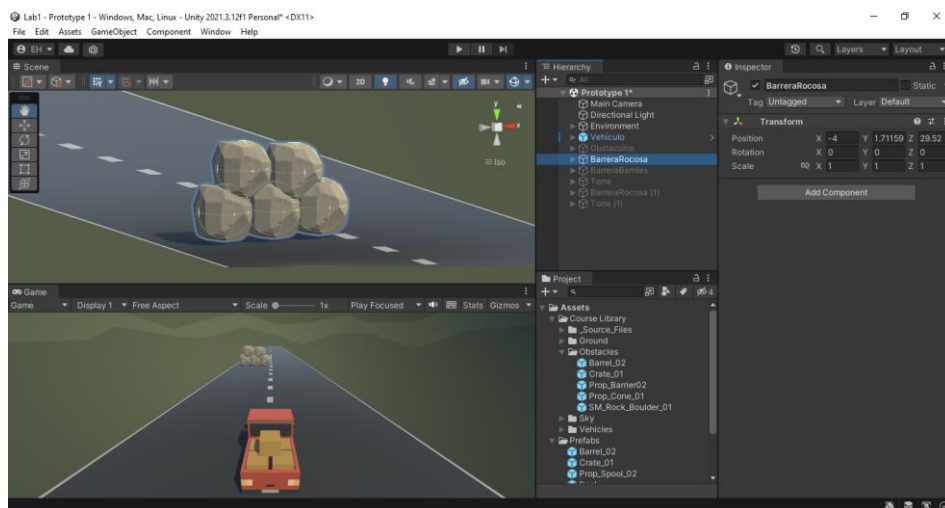 Lab1 - Prototype 1 - Windows, Mac, Linux - Unity 2021.3.12f1 Personal* <DX11>
File Edit Assets GameObject Component Window Help
EH
Layers
Layout
Scene
2D
y
x
Iso
Game
Game
Display 1
Free Aspect
Scale
1x
Play Focused
Stats
Gizmos
Hierarchy
All
Prototype 1*
Main Camera
Directional Light
Environment
Vehiculo
Obstaculos
BarreraRocosa
BarreraBarriles
Torre
BarreraRocosa (1)
Torre (1)
Project
4
Assets
Course Library
_Source_Files
Ground
Obstacles
Barrel_02
Crate_01
Prop_Barrier02
Prop_Cone_01
SM_Rock_Boulder_01
Sky
Vehicles
Prefabs
Barrel_02
Crate_01
Prop_Spool_02
Inspector
BarreraRocosa
Static
Tag Untagged Layer Default
Transform
Position X -4 Y 1.71159 Z 29.52
Rotation X 0 Y 0 Z 0
Scale X 1 Y 1 Z 1
Add Component